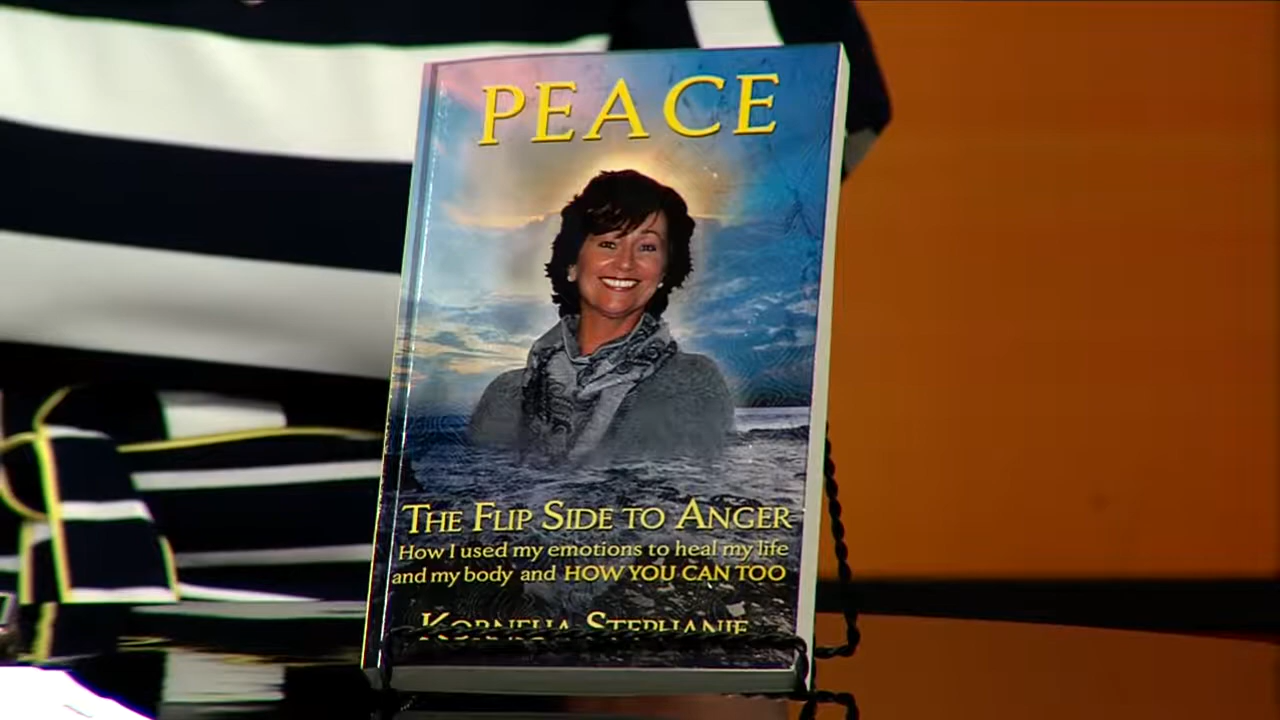 PEACE
THE FLIP SIDE TO ANGER
How I used my emotions to heal my life
and my body and HOW YOU CAN TOO
KORNELIA STEPHANIE